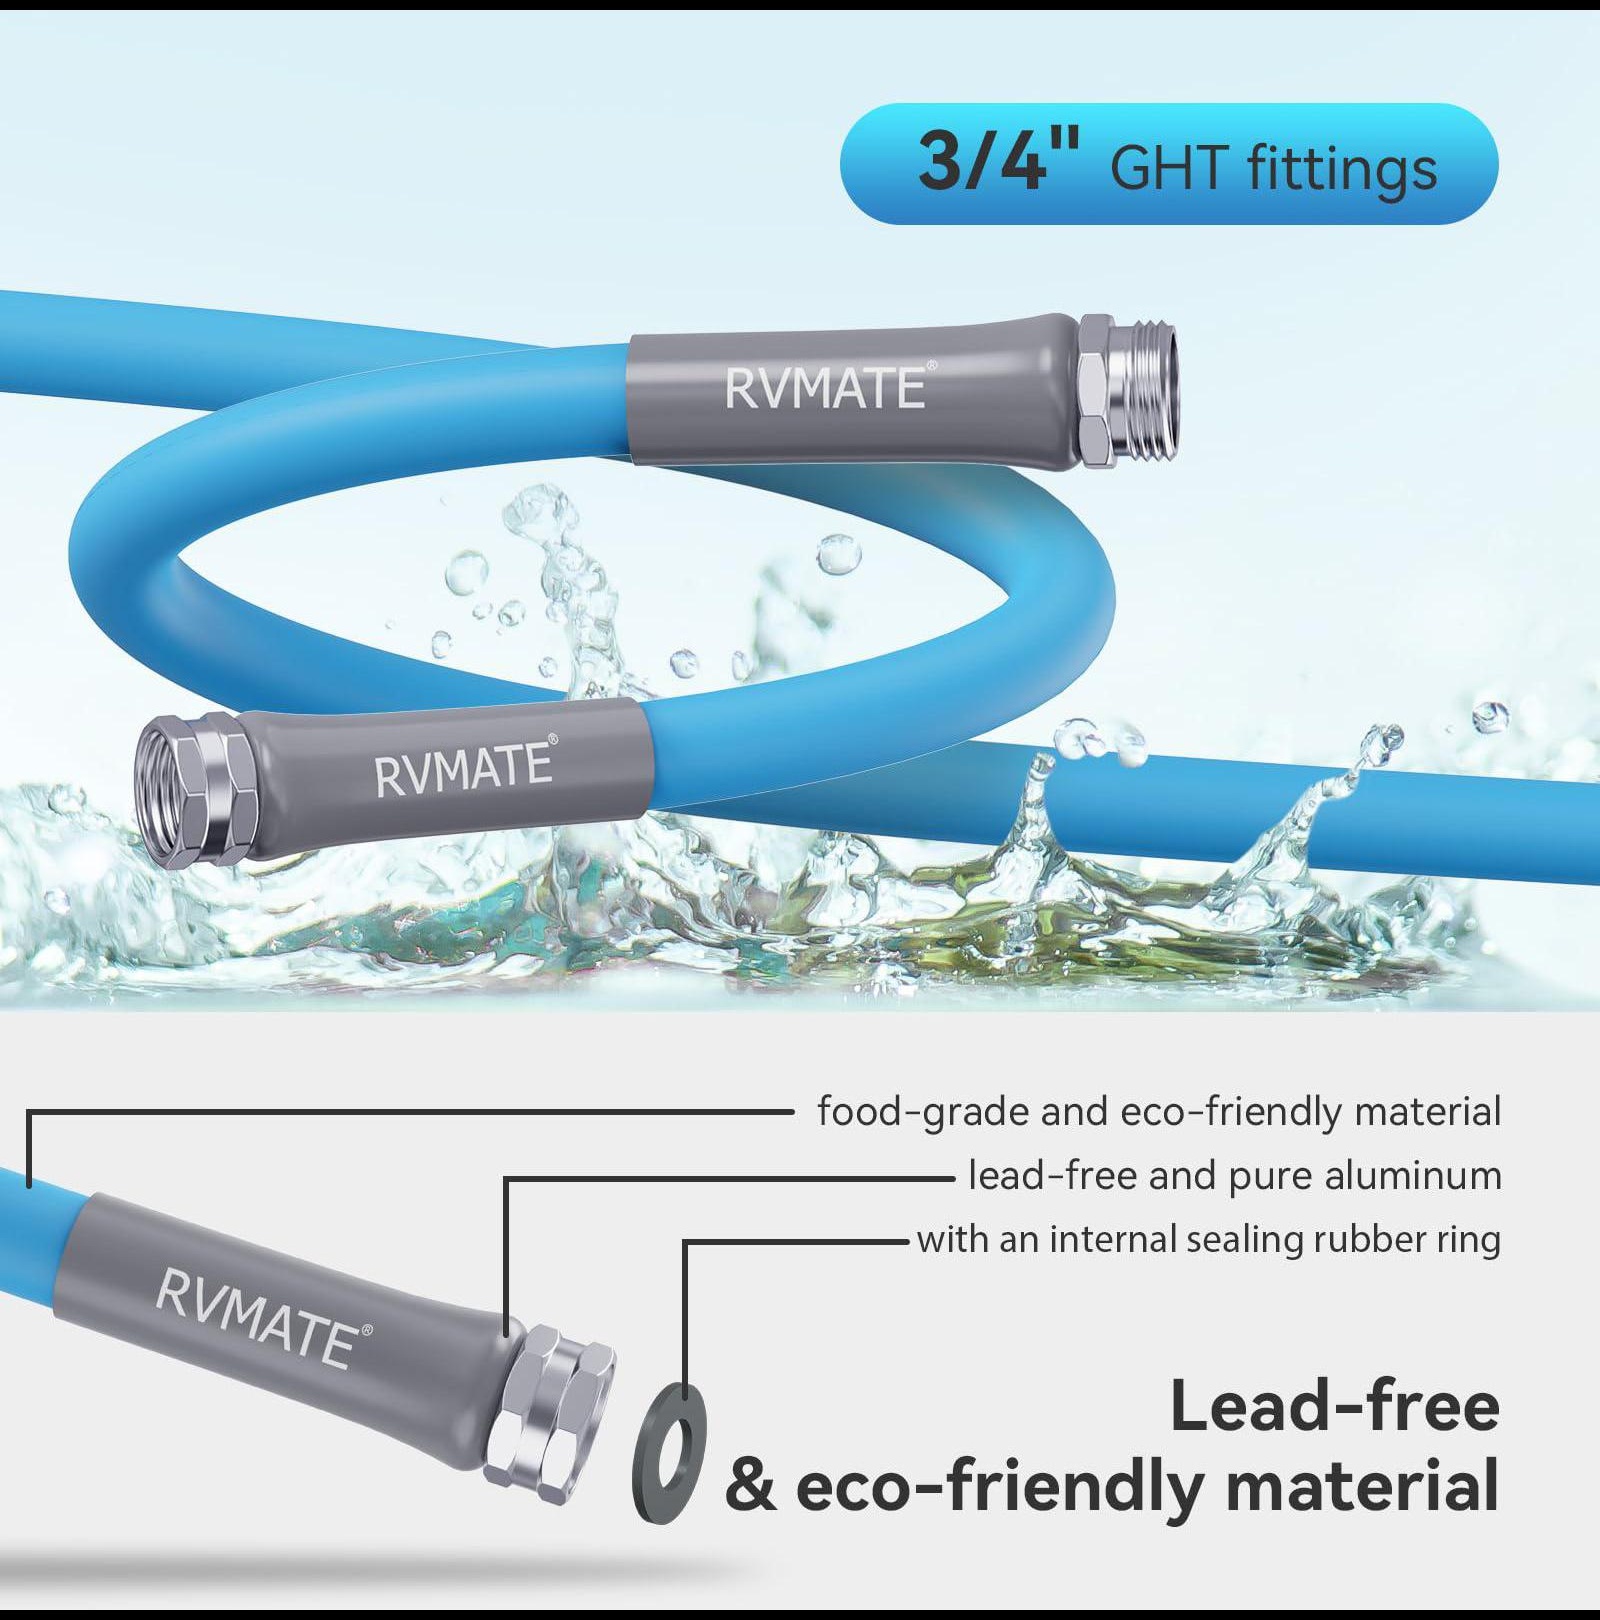 3/4" GHT fittings
RVMATE®
RVMATE®
food-grade and eco-friendly material
lead-free and pure aluminum
with an internal sealing rubber ring
RVMATE®
Lead-free
& eco-friendly material